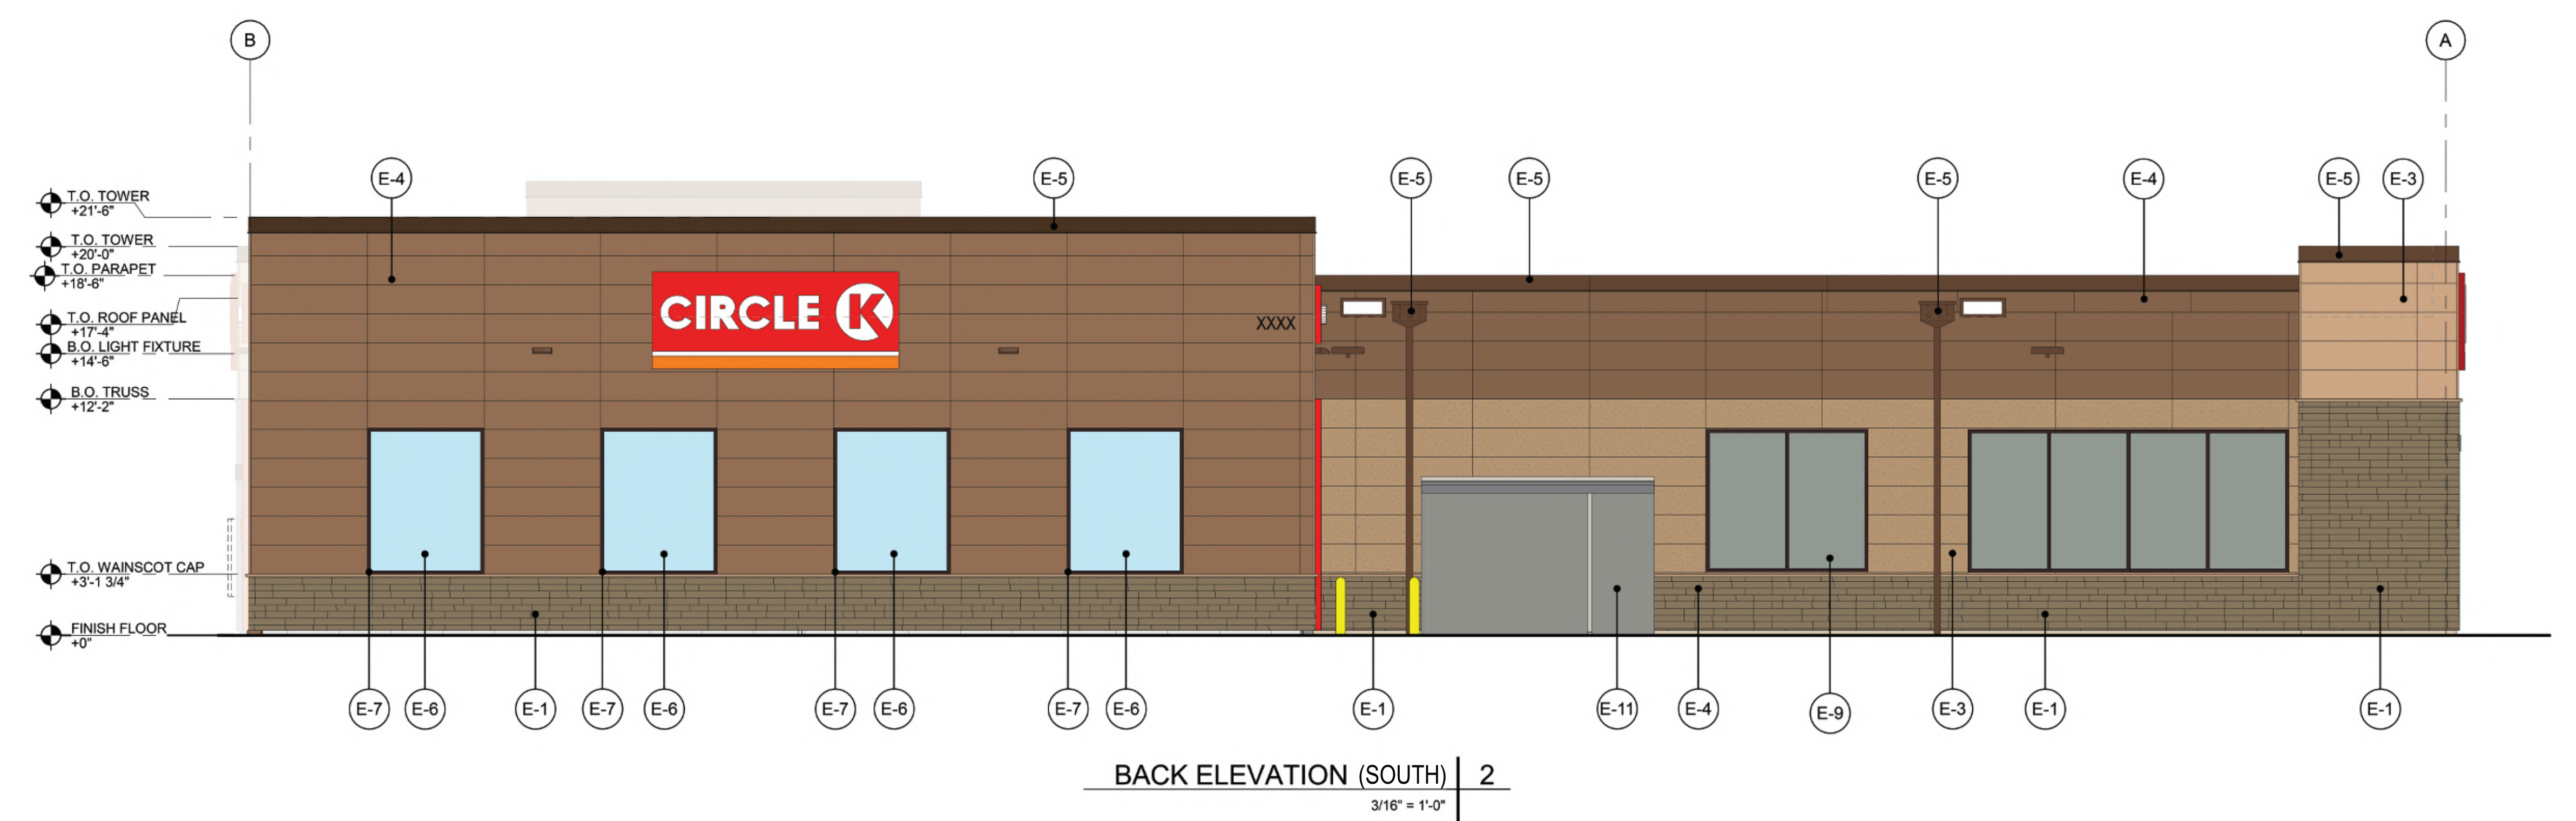 B
A
E-4
E-5
E-5
E-5
E-5
E-4
E-5
E-3
T.O. TOWER
+21'-6"
T.O. TOWER
+20'-0"
T.O. PARAPET
+18'-6"
T.O. ROOF PANEL
+17'-4"
B.O. LIGHT FIXTURE
+14'-6"
B.O. TRUSS
+12'-2"
T.O. WAINSCOT CAP
+3'-1 3/4"
FINISH FLOOR
+0"
CIRCLE K
XXXX
E-7
E-6
E-1
E-7
E-6
E-7
E-6
E-7
E-6
E-1
E-11
E-4
E-9
E-3
E-1
E-1
BACK ELEVATION (SOUTH) 2
3/16" = 1'-0"